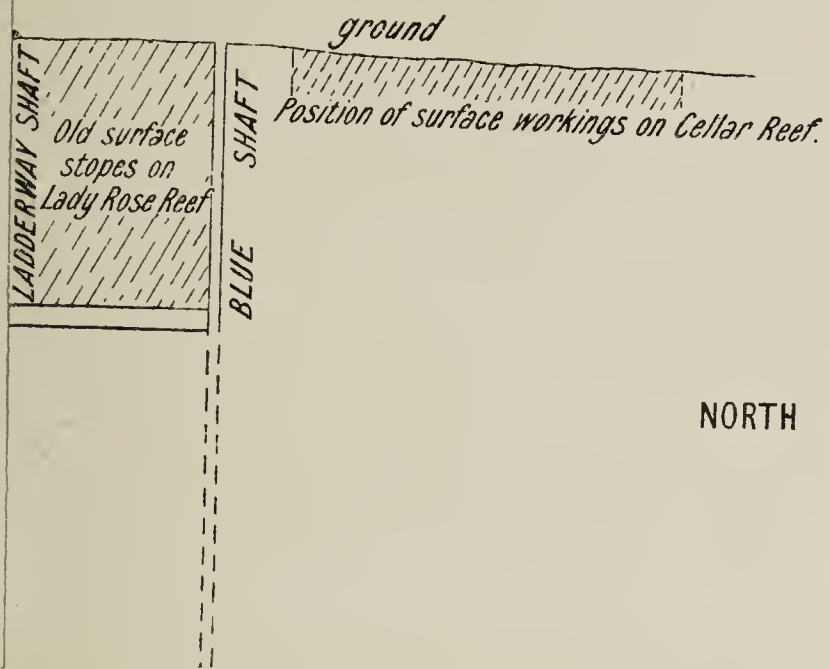 ground
LADDERWAY SHAFT
Old surface
stopes on
Lady Rose Reef
BLUE SHAFT
Position of surface workings on Cellar Reef.
NORTH